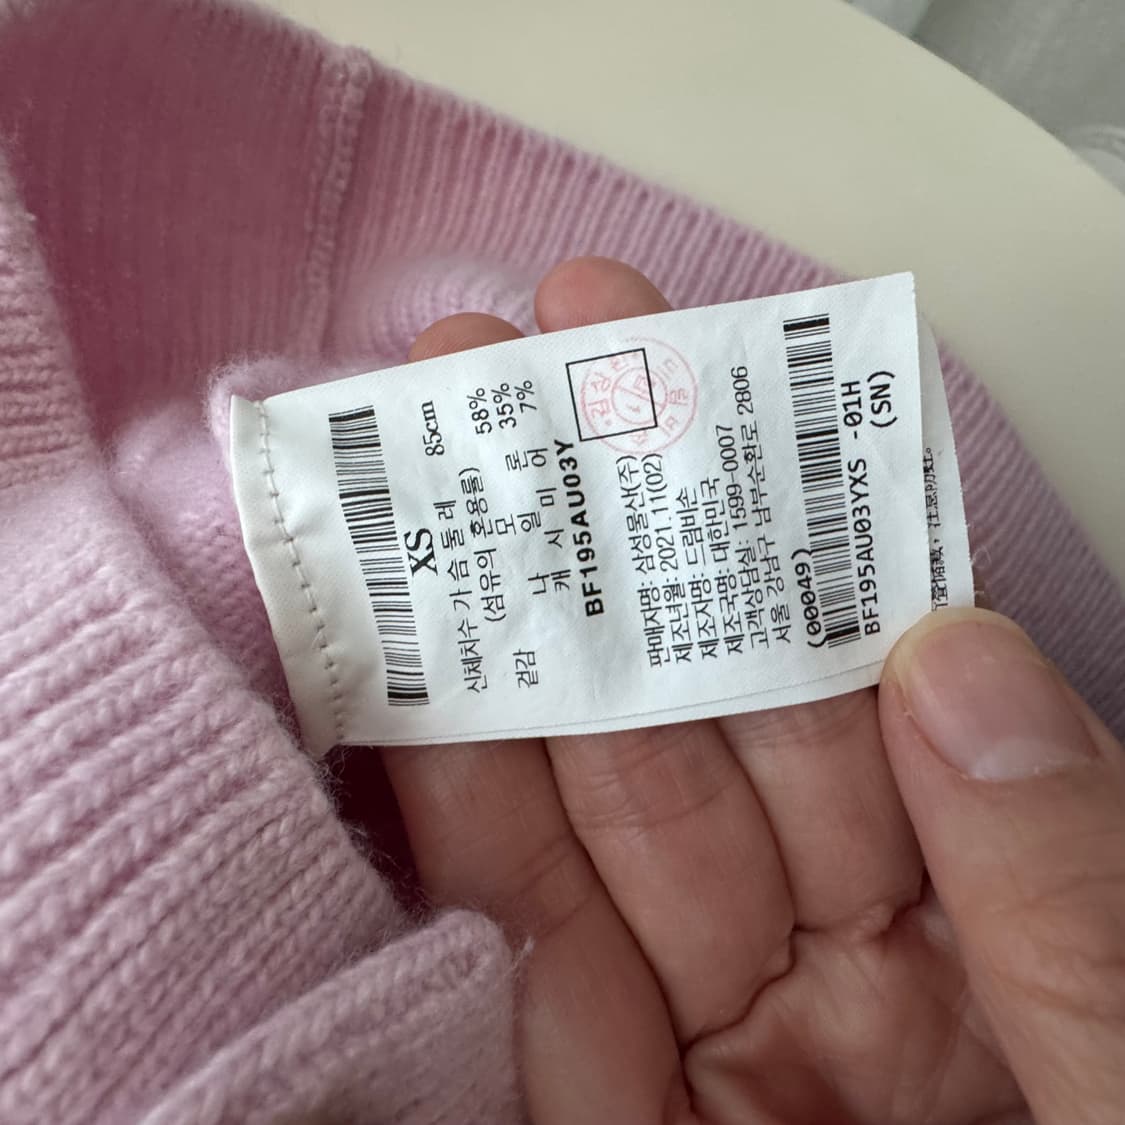 XS
신체치수 가슴둘레 85cm
(섬유의 혼용률)
겉감 모 58%
나일론 35%
캐시미어 7%
BF195AU03Y
판매자명: 삼성물산(주)
제조년월: 2021.11(02)
제조자명: 드림비손
제조국명: 대한민국
고객상담실: 1599-0007
서울 강남구 남부순환로 2806
(00049)
BF195AU03YXS -01H
(SN)